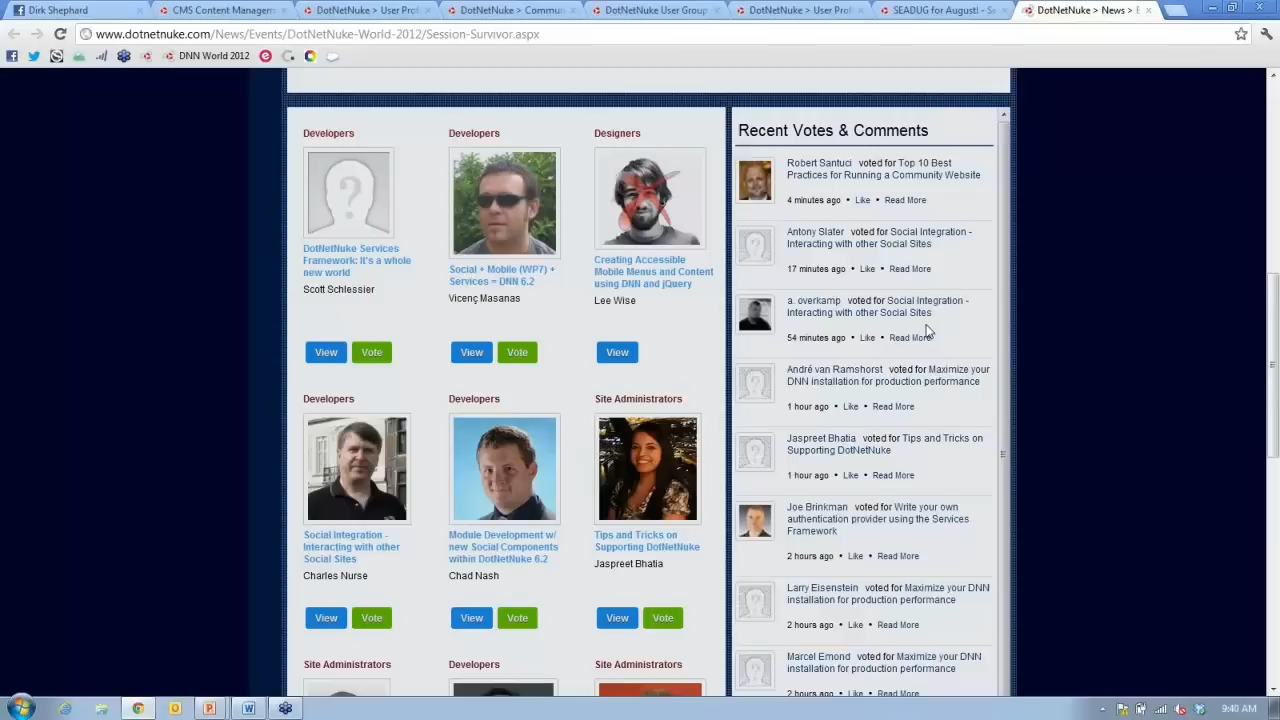 Dirk Shephard
CMS Content Managem
DotNetNuke > User Prof
DotNetNuke > Commun
DotNetNuke User Group
DotNetNuke > User Prof
SEADUG for August! - Sc
DotNetNuke > News > E
www.dotnetnuke.com/News/Events/DotNetNuke-World-2012/Session-Survivor.aspx
DNN World 2012
Developers
DotNetNuke Services
Framework: It's a whole
new world
Scott Schlessier
View Vote
Developers
Social + Mobile (WP7) +
Services = DNN 6.2
Vicenç Masanas
View Vote
Designers
Creating Accessible
Mobile Menus and Content
using DNN and jQuery
Lee Wise
View
Developers
Social Integration -
Interacting with other
Social Sites
Charles Nurse
View Vote
Developers
Module Development w/
new Social Components
within DotNetNuke 6.2
Chad Nash
View Vote
Site Administrators
Tips and Tricks on
Supporting DotNetNuke
Jaspreet Bhatia
View Vote
Site Administrators
Developers
Site Administrators
Recent Votes & Comments
Robert Santuci voted for Top 10 Best
Practices for Running a Community Website
4 minutes ago • Like • Read More
Antony Slater voted for Social Integration -
Interacting with other Social Sites
17 minutes ago • Like • Read More
a. overkamp voted for Social Integration -
Interacting with other Social Sites
54 minutes ago • Like • Read More
André van Ramshorst voted for Maximize your
DNN installation for production performance
1 hour ago • Like • Read More
Jaspreet Bhatia voted for Tips and Tricks on
Supporting DotNetNuke
1 hour ago • Like • Read More
Joe Brinkman voted for Write your own
authentication provider using the Services
Framework
2 hours ago • Like • Read More
Larry Eisenstein voted for Maximize your DNN
installation for production performance
2 hours ago • Like • Read More
Marcel Emond voted for Maximize your DNN
installation for production performance
2 hours ago • Like • Read More
9:40 AM